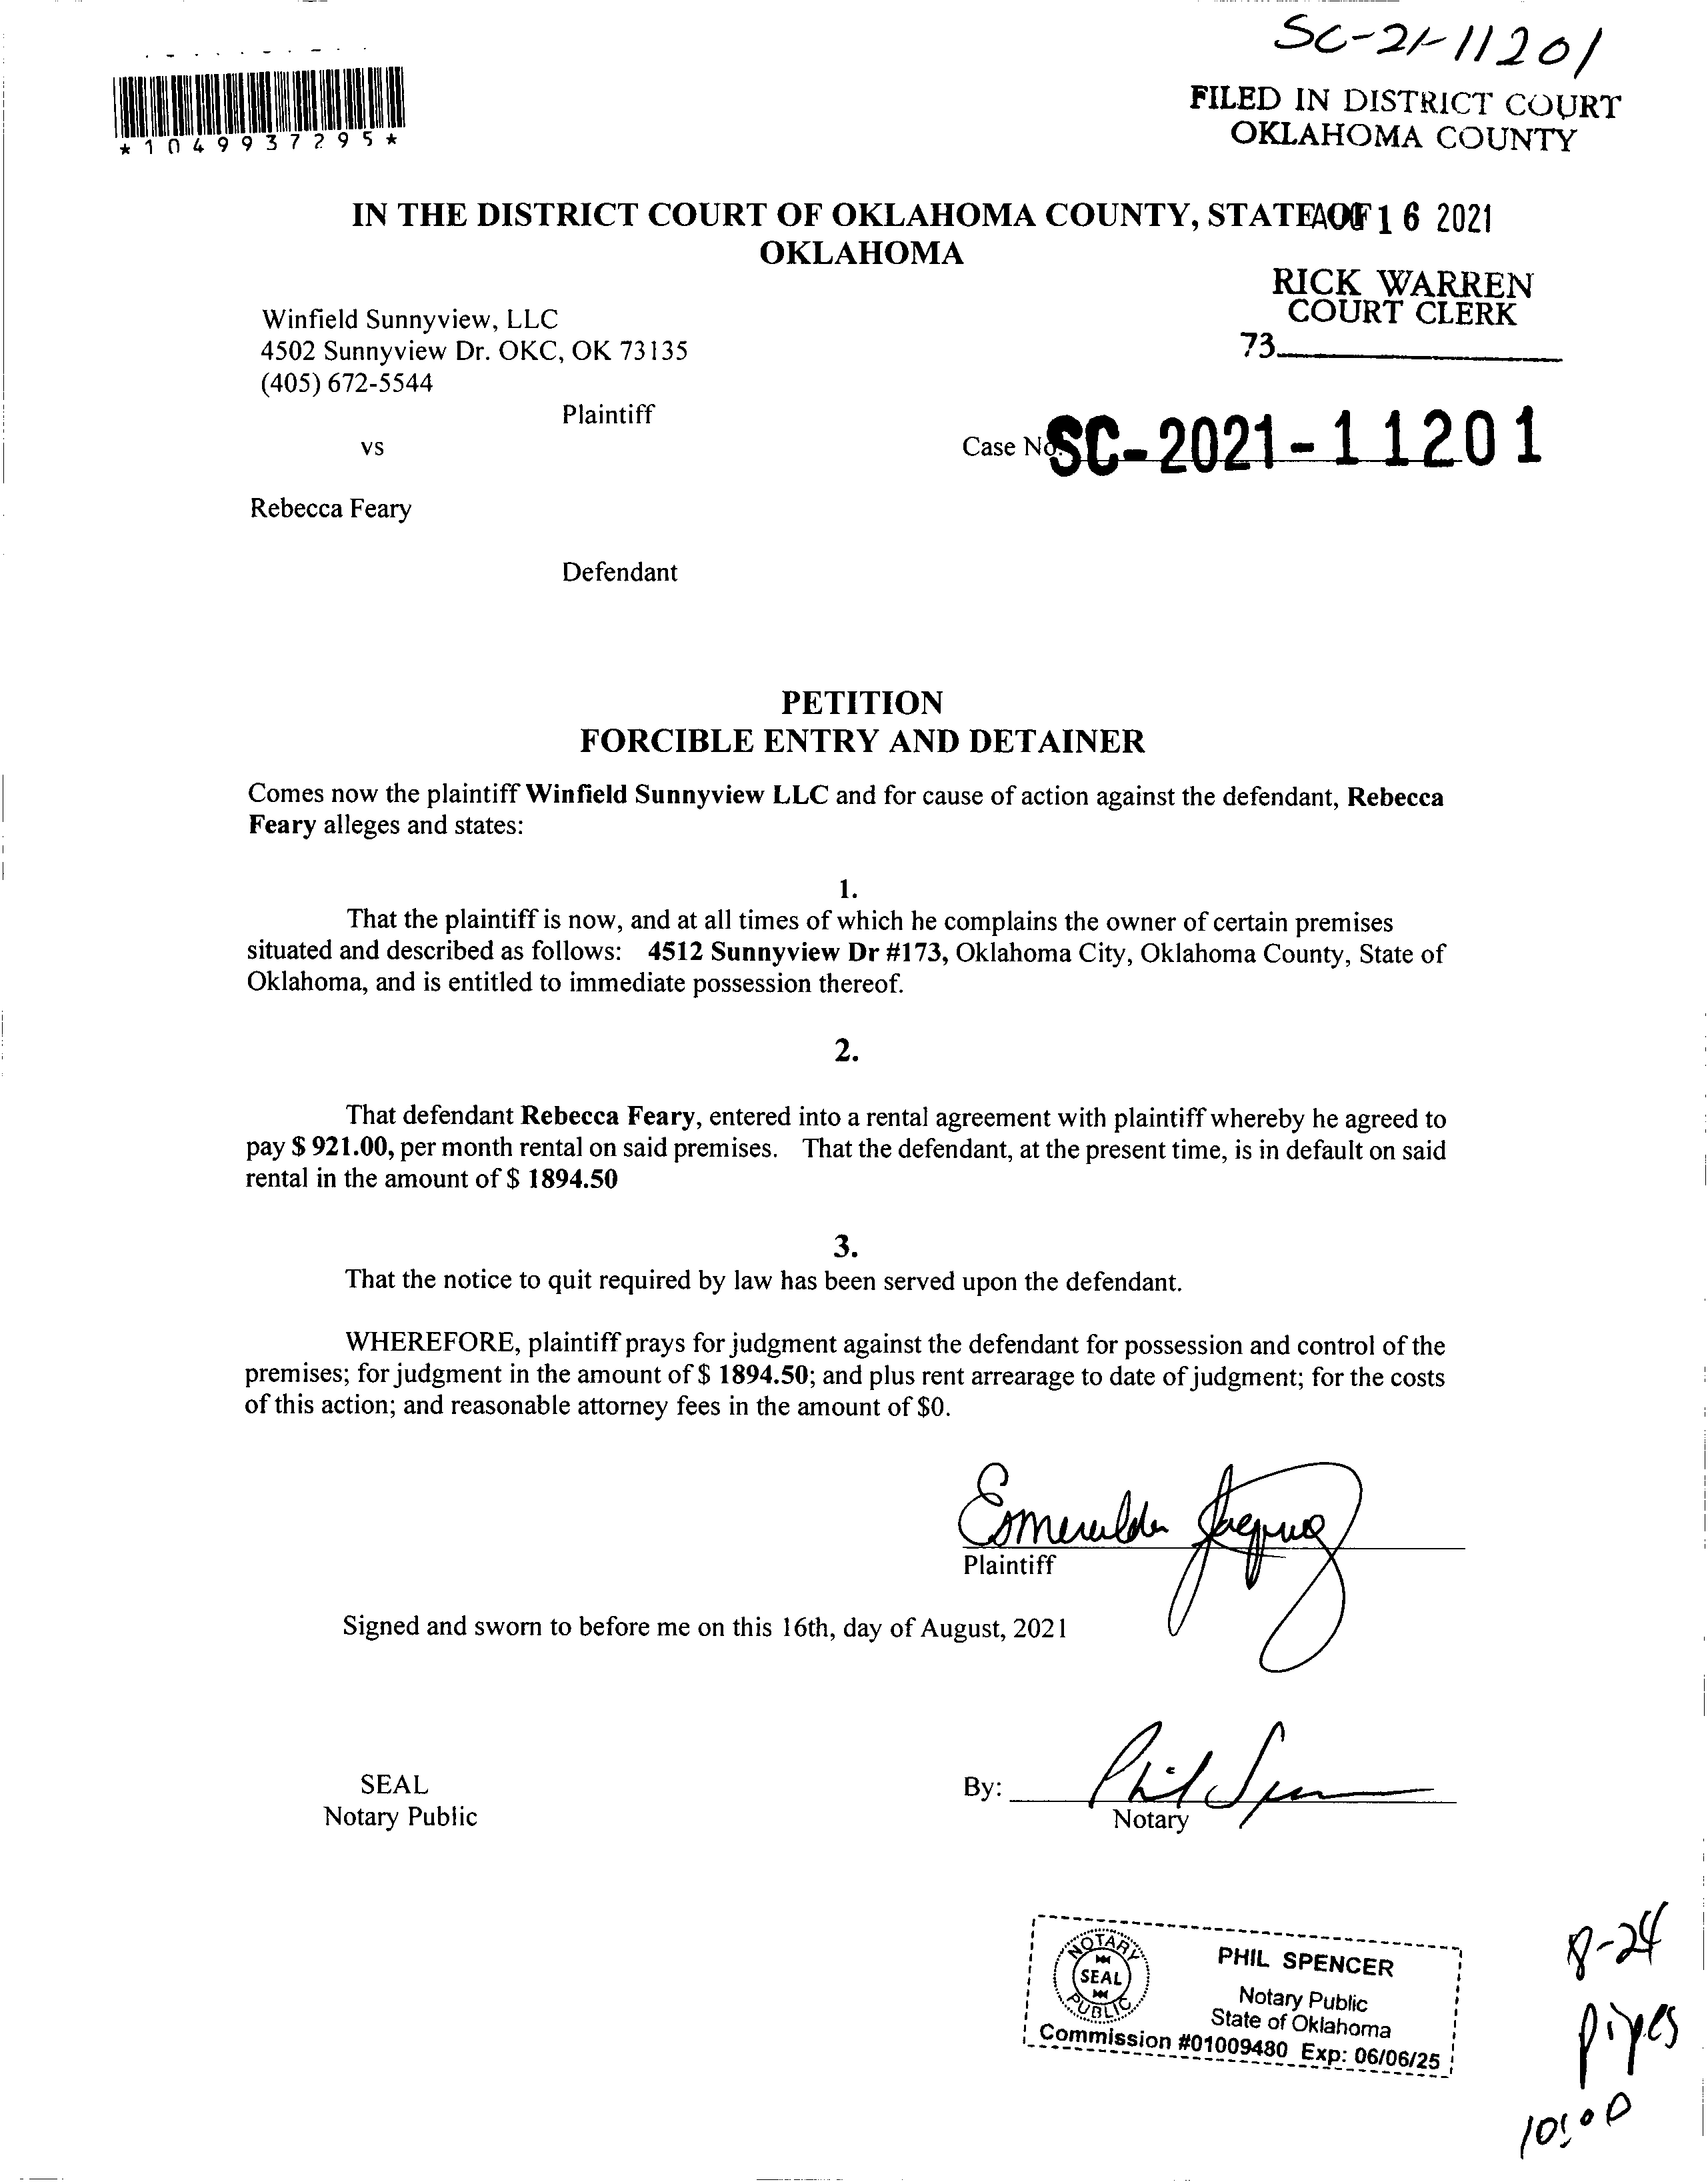 SC-21-11201
FILED IN DISTRICT COURT
OKLAHOMA COUNTY
*1049937295*
IN THE DISTRICT COURT OF OKLAHOMA COUNTY, STATE OF
16 2021
OKLAHOMA
RICK WARREN
COURT CLERK
73
Winfield Sunnyview, LLC
4502 Sunnyview Dr. OKC, OK 73135
(405) 672-5544
Plaintiff
vs
Case No. SC-2021-11201
Rebecca Feary
Defendant
PETITION
FORCIBLE ENTRY AND DETAINER
Comes now the plaintiff Winfield Sunnyview LLC and for cause of action against the defendant, Rebecca
Feary alleges and states:
1.
That the plaintiff is now, and at all times of which he complains the owner of certain premises
situated and described as follows: 4512 Sunnyview Dr #173, Oklahoma City, Oklahoma County, State of
Oklahoma, and is entitled to immediate possession thereof.
2.
That defendant Rebecca Feary, entered into a rental agreement with plaintiff whereby he agreed to
pay $ 921.00, per month rental on said premises. That the defendant, at the present time, is in default on said
rental in the amount of $ 1894.50
3.
That the notice to quit required by law has been served upon the defendant.
WHEREFORE, plaintiff prays for judgment against the defendant for possession and control of the
premises; for judgment in the amount of $ 1894.50; and plus rent arrearage to date of judgment; for the costs
of this action; and reasonable attorney fees in the amount of $0.
Esmeralda
Plaintiff
Signed and sworn to before me on this 16th, day of August, 2021
SEAL
Notary Public
By: Phil Spencer
Notary
NOTARY
SEAL
PUBLIC
PHIL SPENCER
Notary Public
State of Oklahoma
Commission #01009480 Exp: 06/06/25
8-24
pipes
10:00